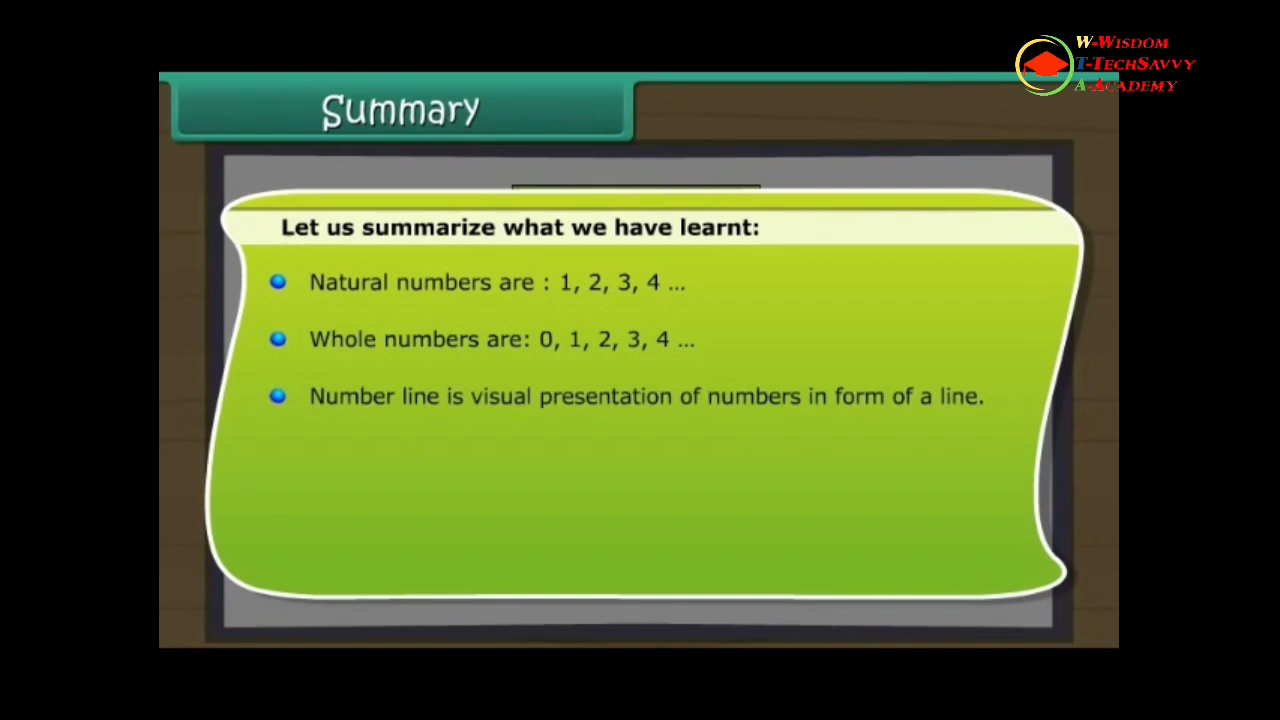 W-Wisdom
T-TechSavvy
A-Academy
Summary
Let us summarize what we have learnt:
Natural numbers are : 1, 2, 3, 4 ...
Whole numbers are: 0, 1, 2, 3, 4 ...
Number line is visual presentation of numbers in form of a line.